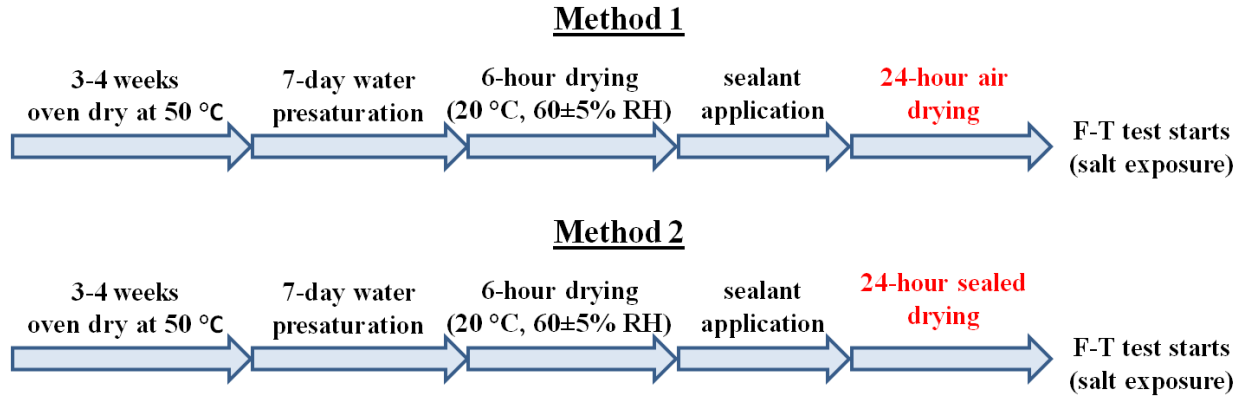 Method 1
3-4 weeks
oven dry at 50 °C
7-day water
presaturation
6-hour drying
(20 °C, 60±5% RH)
sealant
application
24-hour air
drying
F-T test starts
(salt exposure)
Method 2
3-4 weeks
oven dry at 50 °C
7-day water
presaturation
6-hour drying
(20 °C, 60±5% RH)
sealant
application
24-hour sealed
drying
F-T test starts
(salt exposure)